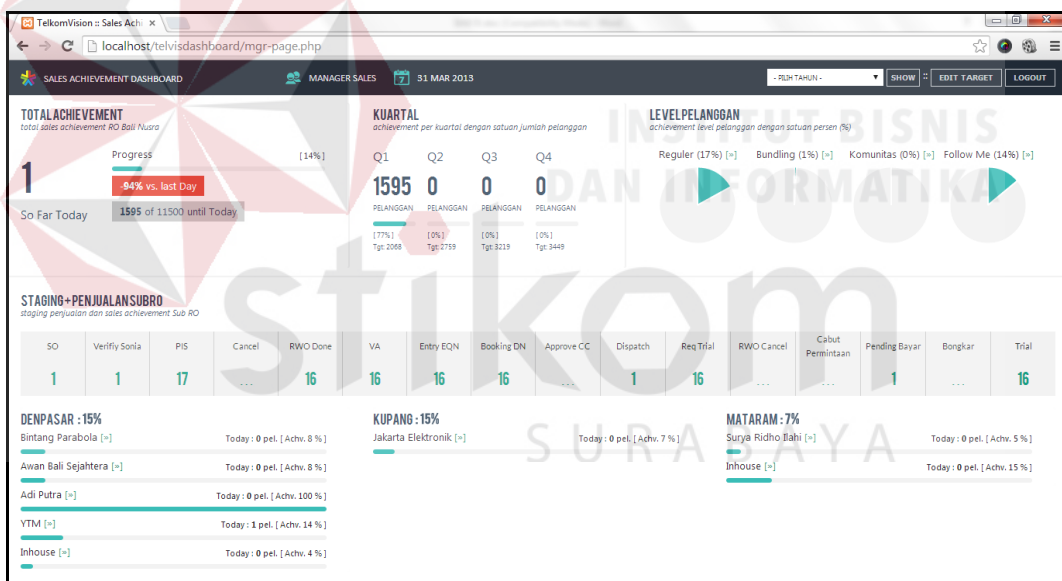 TelkomVision :: Sales Achi
localhost/telvisdashboard/mgr-page.php
SALES ACHIEVEMENT DASHBOARD
MANAGER SALES
7
31 MAR 2013
- PILIH TAHUN -
SHOW
::
EDIT TARGET
LOGOUT
TOTAL ACHIEVEMENT
total sales achievement RO Bali Nusra
1
So Far Today
Progress
[14%]
-94% vs. last Day
1595 of 11500 until Today
KUARTAL
achievement per kuartal dengan satuan jumlah pelanggan
Q1 Q2 Q3 Q4
1595 0 0 0
PELANGGAN PELANGGAN PELANGGAN PELANGGAN
[77%] [0%] [0%] [0%]
Tgt: 2068 Tgt: 2759 Tgt: 3219 Tgt: 3449
LEVEL PELANGGAN
achievement level pelanggan dengan satuan persen (%)
Reguler (17%) [»] Bundling (1%) [»] Komunitas (0%) [»] Follow Me (14%) [»]
INSTITUT BISNIS
DAN INFORMATIKA
stikom
SURABAYA
STAGING+PENJUALAN SUBRO
staging penjualan dan sales achievement Sub RO
SO Verifiy Sonia PIS Cancel RWO Done VA Entry EQN Booking DN Approve CC Dispatch Req Trial RWO Cancel Cabut Permintaan Pending Bayar Bongkar Trial
1 1 17 ... 16 16 16 16 ... 1 16 ... ... 1 ... 16
DENPASAR : 15%
Bintang Parabola [»] Today : 0 pel. [ Achv. 8 % ]
Awan Bali Sejahtera [»] Today : 0 pel. [ Achv. 8 % ]
Adi Putra [»] Today : 0 pel. [ Achv. 100 % ]
YTM [»] Today : 1 pel. [ Achv. 14 % ]
Inhouse [»] Today : 0 pel. [ Achv. 4 % ]
KUPANG : 15%
Jakarta Elektronik [»] Today : 0 pel. [ Achv. 7 % ]
MATARAM : 7%
Surya Ridho Ilahi [»] Today : 0 pel. [ Achv. 5 % ]
Inhouse [»] Today : 0 pel. [ Achv. 15 % ]